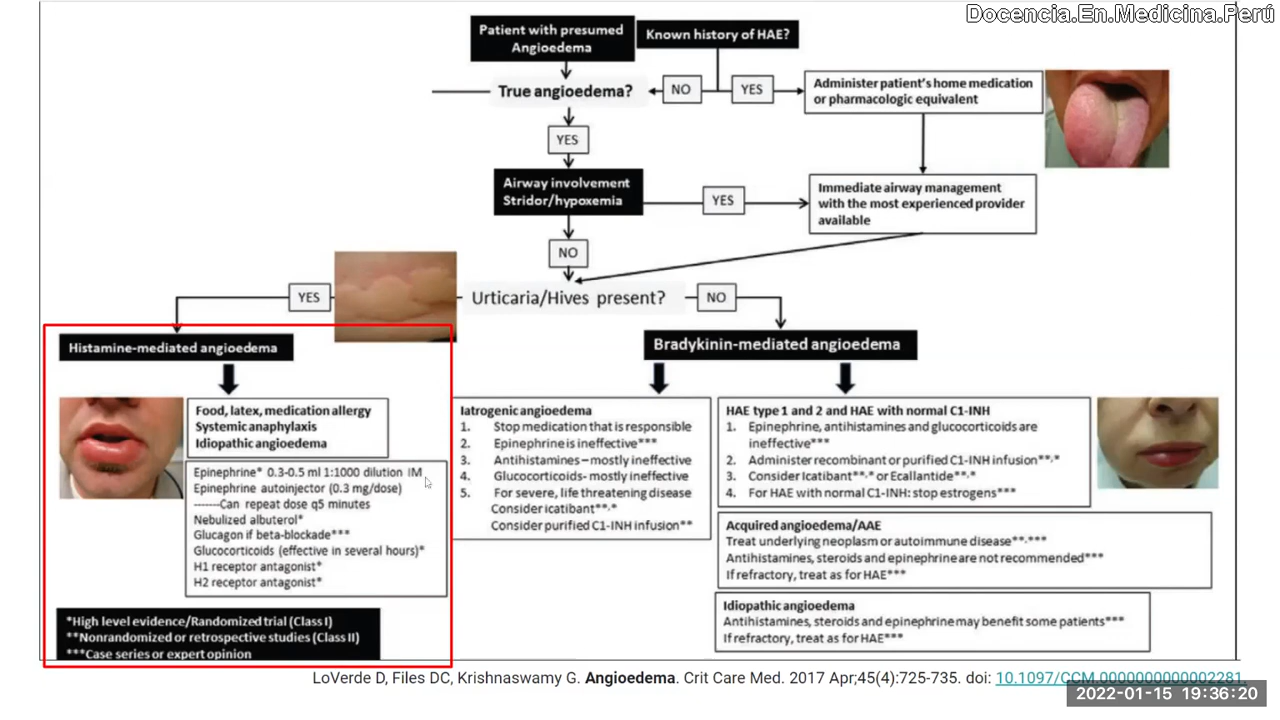 Docencia.En.Medicina.Perú
Patient with presumed
Angioedema
Known history of HAE?
True angioedema?
NO
YES
Administer patient's home medication
or pharmacologic equivalent
YES
Airway involvement
Stridor/hypoxemia
YES
Immediate airway management
with the most experienced provider
available
NO
YES
Urticaria/Hives present?
NO
Histamine-mediated angioedema
Bradykinin-mediated angioedema
Food, latex, medication allergy
Systemic anaphylaxis
Idiopathic angioedema
Epinephrine* 0.3-0.5 ml 1:1000 dilution IM
Epinephrine autoinjector (0.3 mg/dose)
-------Can repeat dose q5 minutes
Nebulized albuterol*
Glucagon if beta-blockade***
Glucocorticoids (effective in several hours)*
H1 receptor antagonist*
H2 receptor antagonist*
*High level evidence/Randomized trial (Class I)
**Nonrandomized or retrospective studies (Class II)
***Case series or expert opinion
Iatrogenic angioedema
1. Stop medication that is responsible
2. Epinephrine is ineffective***
3. Antihistamines – mostly ineffective
4. Glucocorticoids- mostly ineffective
5. For severe, life threatening disease
Consider icatibant**,*
Consider purified C1-INH infusion**
HAE type 1 and 2 and HAE with normal C1-INH
1. Epinephrine, antihistamines and glucocorticoids are
ineffective***
2. Administer recombinant or purified C1-INH infusion**,*
3. Consider Icatibant**,* or Ecallantide**,*
4. For HAE with normal C1-INH: stop estrogens***
Acquired angioedema/AAE
Treat underlying neoplasm or autoimmune disease**,***
Antihistamines, steroids and epinephrine are not recommended***
If refractory, treat as for HAE***
Idiopathic angioedema
Antihistamines, steroids and epinephrine may benefit some patients***
If refractory, treat as for HAE***
LoVerde D, Files DC, Krishnaswamy G. Angioedema. Crit Care Med. 2017 Apr;45(4):725-735. doi: 10.1097/CCM.0000000000002281.
2022-01-15 19:36:20